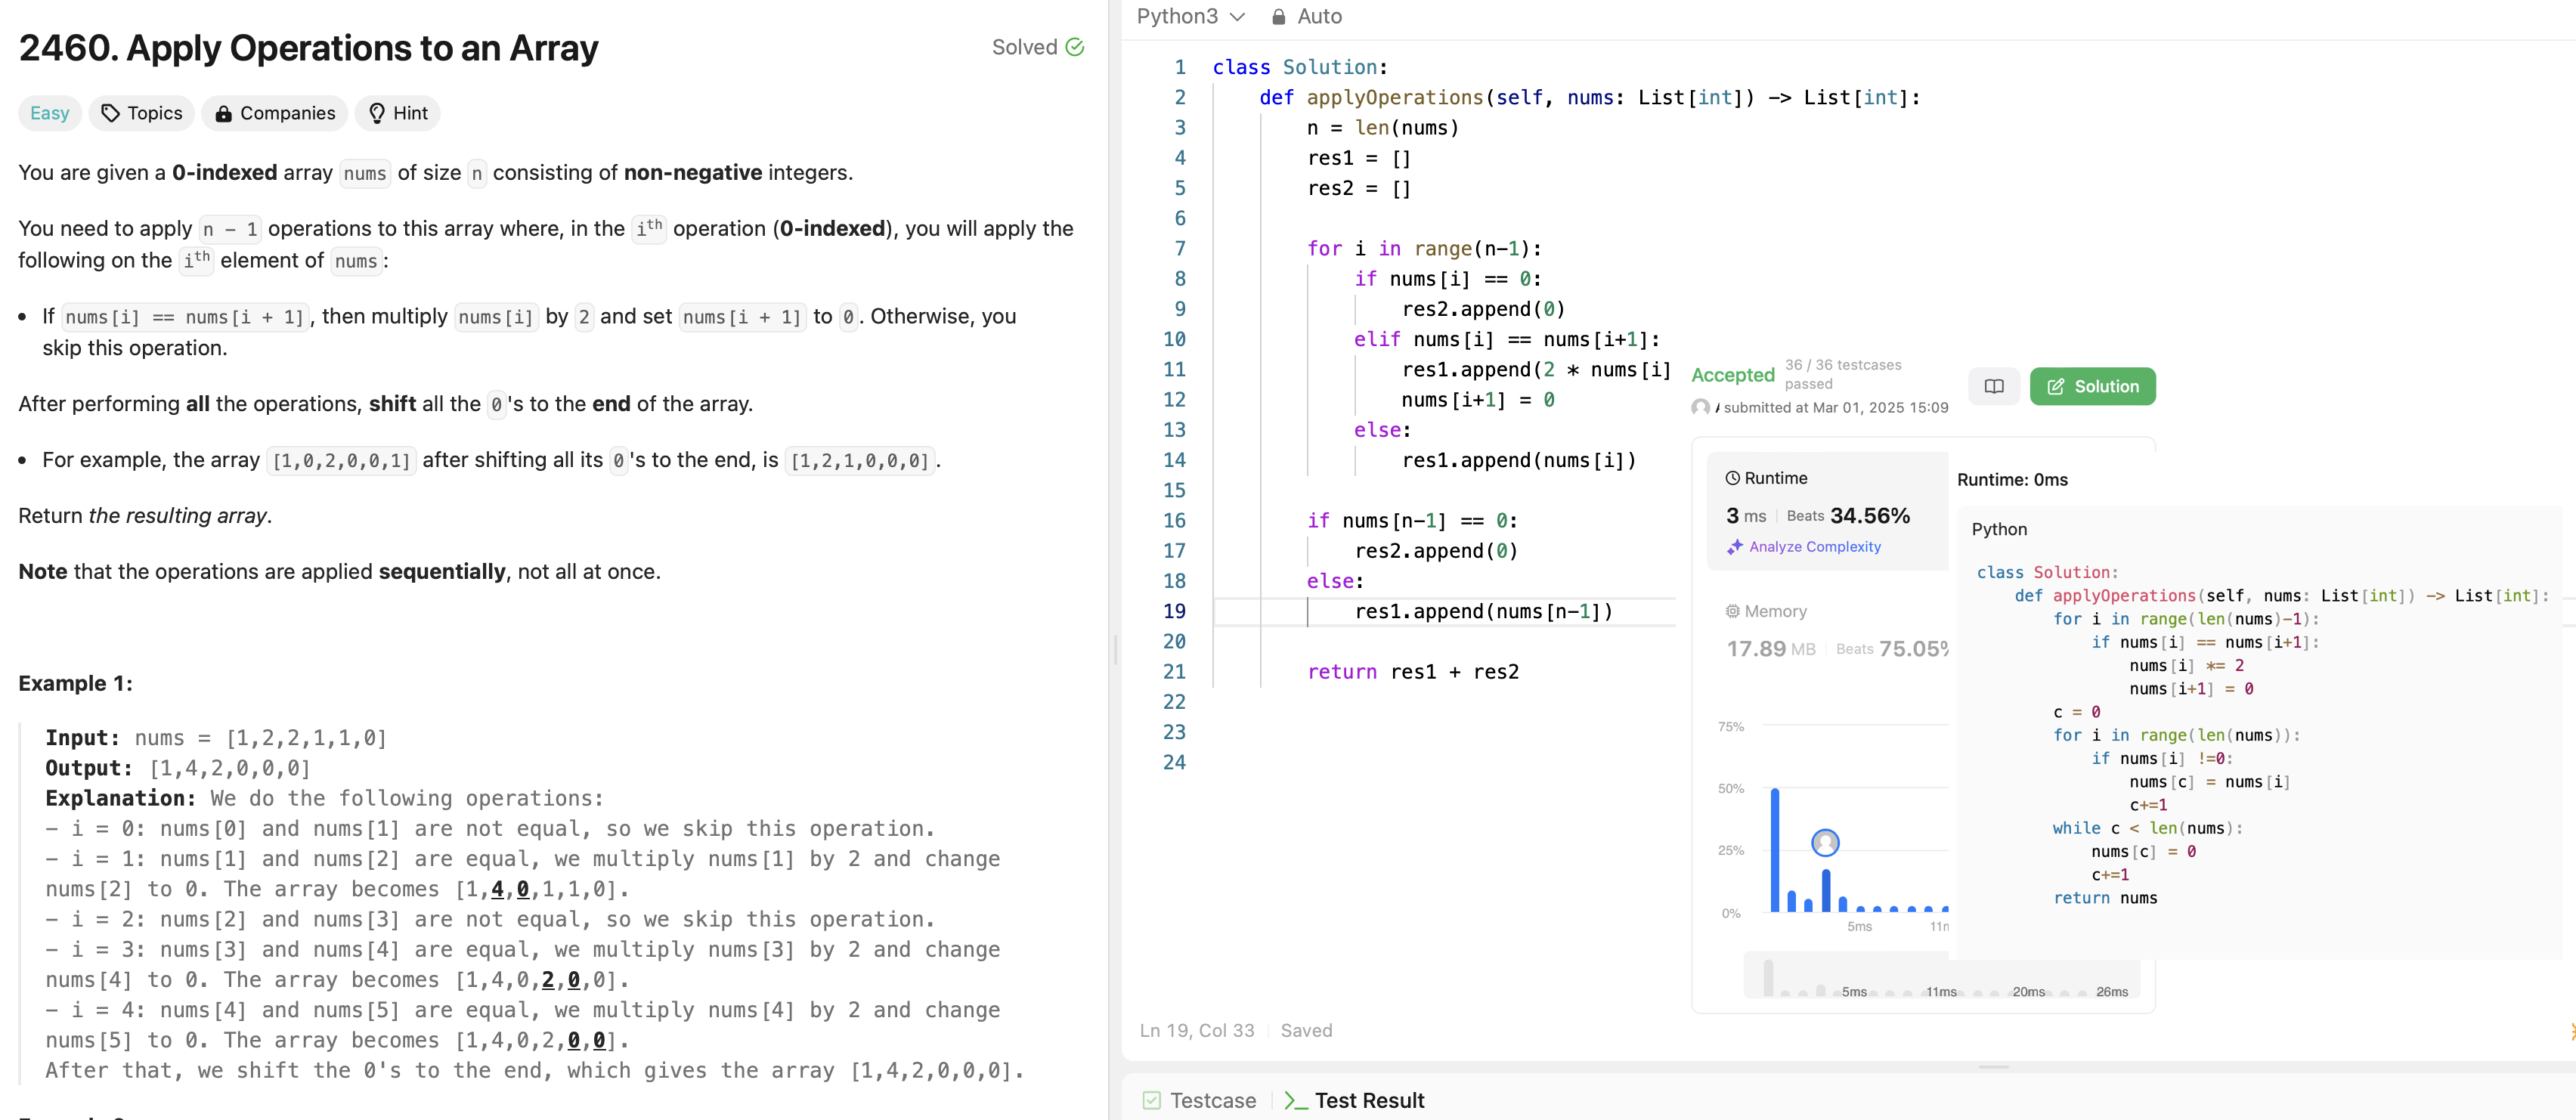 2460. Apply Operations to an Array
Solved
Easy
Topics
Companies
Hint
You are given a 0-indexed array nums of size n consisting of non-negative integers.
You need to apply n - 1 operations to this array where, in the ith operation (0-indexed), you will apply the
following on the ith element of nums:
• If nums[i] == nums[i + 1], then multiply nums[i] by 2 and set nums[i + 1] to 0. Otherwise, you
skip this operation.
After performing all the operations, shift all the 0's to the end of the array.
• For example, the array [1,0,2,0,0,1] after shifting all its 0's to the end, is [1,2,1,0,0,0].
Return the resulting array.
Note that the operations are applied sequentially, not all at once.
Example 1:
Input: nums = [1,2,2,1,1,0]
Output: [1,4,2,0,0,0]
Explanation: We do the following operations:
- i = 0: nums[0] and nums[1] are not equal, so we skip this operation.
- i = 1: nums[1] and nums[2] are equal, we multiply nums[1] by 2 and change
nums[2] to 0. The array becomes [1,4,0,1,1,0].
- i = 2: nums[2] and nums[3] are not equal, so we skip this operation.
- i = 3: nums[3] and nums[4] are equal, we multiply nums[3] by 2 and change
nums[4] to 0. The array becomes [1,4,0,2,0,0].
- i = 4: nums[4] and nums[5] are equal, we multiply nums[4] by 2 and change
nums[5] to 0. The array becomes [1,4,0,2,0,0].
After that, we shift the 0's to the end, which gives the array [1,4,2,0,0,0].
Python3
Auto
1 class Solution:
2 def applyOperations(self, nums: List[int]) -> List[int]:
3 n = len(nums)
4 res1 = []
5 res2 = []
6
7 for i in range(n-1):
8 if nums[i] == 0:
9 res2.append(0)
10 elif nums[i] == nums[i+1]:
11 res1.append(2 * nums[i]
12 nums[i+1] = 0
13 else:
14 res1.append(nums[i])
15
16 if nums[n-1] == 0:
17 res2.append(0)
18 else:
19 res1.append(nums[n-1])
20
21 return res1 + res2
22
23
24
Accepted
36 / 36 testcases
passed
submitted at Mar 01, 2025 15:09
Solution
Runtime
3 ms
Beats 34.56%
Analyze Complexity
Memory
17.89 MB
Beats 75.05%
75%
50%
25%
0%
5ms
5ms
11ms
20ms
26ms
Runtime: 0ms
Python
class Solution:
def applyOperations(self, nums: List[int]) -> List[int]:
for i in range(len(nums)-1):
if nums[i] == nums[i+1]:
nums[i] *= 2
nums[i+1] = 0
c = 0
for i in range(len(nums)):
if nums[i] !=0:
nums[c] = nums[i]
c+=1
while c < len(nums):
nums[c] = 0
c+=1
return nums
Ln 19, Col 33
Saved
Testcase
Test Result